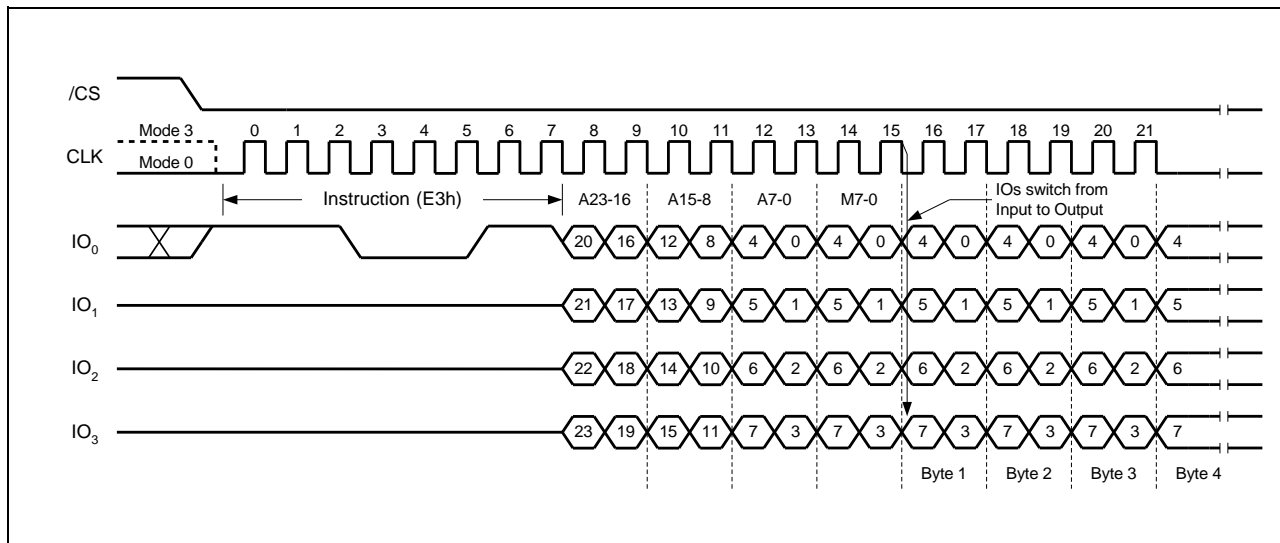 /CS
Mode 3 0 1 2 3 4 5 6 7 8 9 10 11 12 13 14 15 16 17 18 19 20 21
CLK Mode 0
Instruction (E3h) A23-16 A15-8 A7-0 M7-0 IOs switch from
Input to Output
IO0 20 16 12 8 4 0 4 0 4 0 4 0 4 0 4
IO1 21 17 13 9 5 1 5 1 5 1 5 1 5 1 5
IO2 22 18 14 10 6 2 6 2 6 2 6 2 6 2 6
IO3 23 19 15 11 7 3 7 3 7 3 7 3 7 3 7
Byte 1 Byte 2 Byte 3 Byte 4